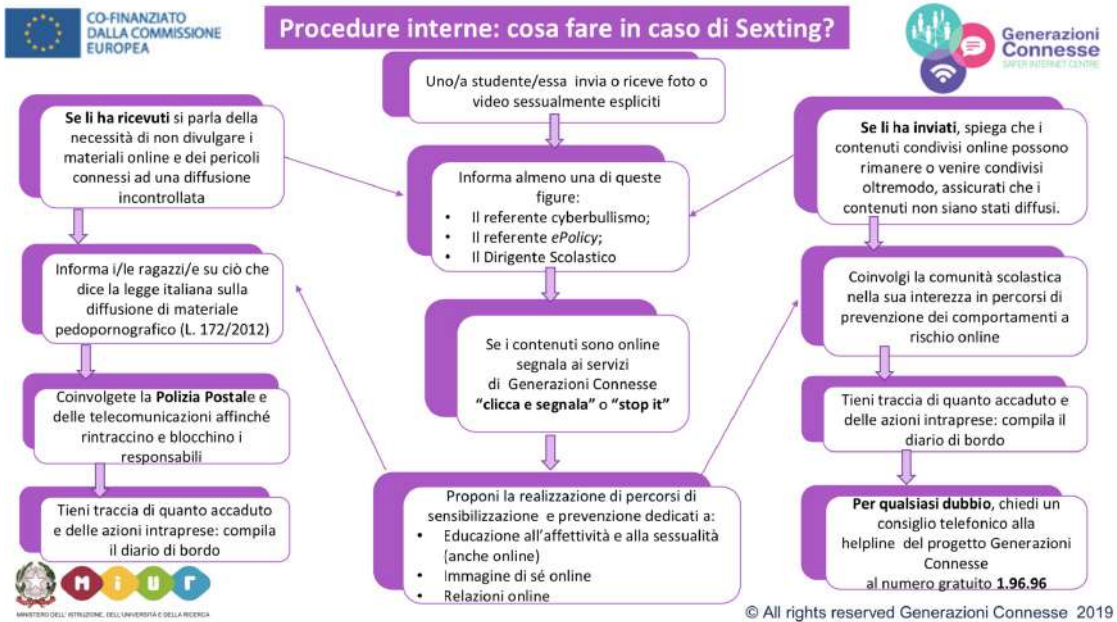 CO-FINANZIATO
DALLA COMMISSIONE
EUROPEA
Procedure interne: cosa fare in caso di Sexting?
Generazioni
Connesse
SAFER INTERNET CENTRE
Uno/a studente/essa invia o riceve foto o
video sessualmente espliciti
Se li ha ricevuti si parla della
necessità di non divulgare i
materiali online e dei pericoli
connessi ad una diffusione
incontrollata
Informa i/le ragazzi/e su ciò che
dice la legge italiana sulla
diffusione di materiale
pedopornografico (L. 172/2012)
Coinvolgete la Polizia Postale e
delle telecomunicazioni affinché
rintraccino e blocchino i
responsabili
Tieni traccia di quanto accaduto
e delle azioni intraprese: compila
il diario di bordo
Informa almeno una di queste
figure:
• Il referente cyberbullismo;
• Il referente ePolicy;
• Il Dirigente Scolastico
Se i contenuti sono online
segnala ai servizi
di Generazioni Connesse
“clicca e segnala” o “stop it”
Proponi la realizzazione di percorsi di
sensibilizzazione e prevenzione dedicati a:
• Educazione all’affettività e alla sessualità
(anche online)
• Immagine di sé online
• Relazioni online
Se li ha inviati, spiega che i
contenuti condivisi online possono
rimanere o venire condivisi
oltremodo, assicurati che i
contenuti non siano stati diffusi.
Coinvolgi la comunità scolastica
nella sua interezza in percorsi di
prevenzione dei comportamenti a
rischio online
Tieni traccia di quanto accaduto e
delle azioni intraprese: compila il
diario di bordo
Per qualsiasi dubbio, chiedi un
consiglio telefonico alla
helpline del progetto Generazioni
Connesse
al numero gratuito 1.96.96
MIUR
MINISTERO DELL' ISTRUZIONE, DELL'UNIVERSITÀ E DELLA RICERCA
© All rights reserved Generazioni Connesse 2019